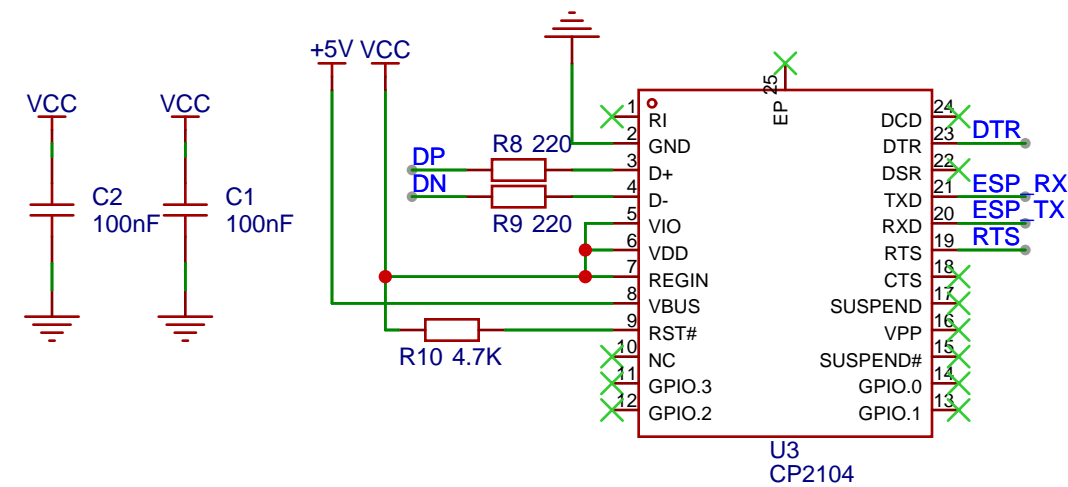 +5V VCC
VCC
VCC
C2
100nF
C1
100nF
DP
DN
R8 220
R9 220
R10 4.7K
EP 25
1 RI
2 GND
3 D+
4 D-
5 VIO
6 VDD
7 REGIN
8 VBUS
9 RST#
10 NC
11 GPIO.3
12 GPIO.2
DCD 24
DTR 23 DTR
DSR 22
TXD 21 ESP_RX
RXD 20 ESP_TX
RTS 19 RTS
CTS 18
SUSPEND 17
VPP 16
SUSPEND# 15
GPIO.0 14
GPIO.1 13
U3
CP2104